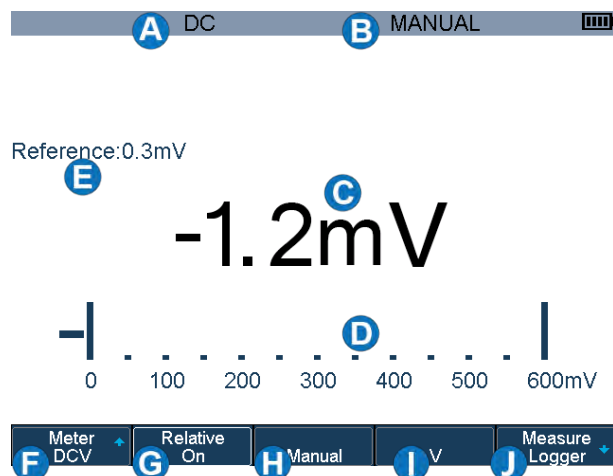 A DC B MANUAL
Reference:0.3mV
E
C
-1.2mV
D
0 100 200 300 400 500 600mV
Meter Relative Measure
F DCV G On H Manual I V J Logger